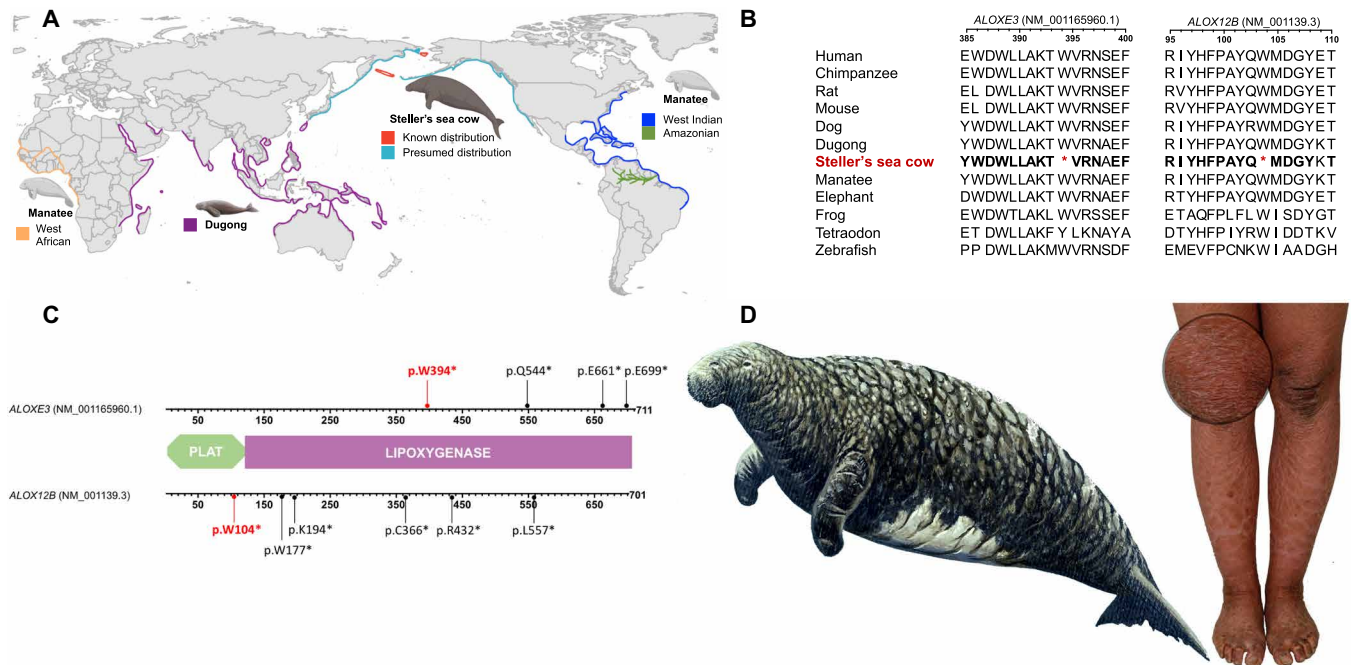 A
Manatee
West Indian
Amazonian
Steller's sea cow
Known distribution
Presumed distribution
Manatee
West
African
Dugong
B
ALOXE3 (NM_001165960.1)
ALOX12B (NM_001139.3)
385 390 395 400
95 100 105 110
Human EWDWLLAKTWVRNSEF RIYHFPAYQWMDGYET
Chimpanzee EWDWLLAKTWVRNSEF RIYHFPAYQWMDGYET
Rat ELDWLLAKTWVRNSEF RVYHFPAYQWMDGYET
Mouse ELDWLLAKTWVRNSEF RVYHFPAYQWMDGYET
Dog YWDWLLAKTWVRNSEF RIYHFPAYRWMDGYET
Dugong YWDWLLAKTWVRNSEF RIYHFPAYQWMDGYET
Steller's sea cow YWDWLLAKT*VRNAEF RIYHFPAYQ*MDGYKT
Manatee YWDWLLAKTWVRNAEF RIYHFPAYQWMDGYKT
Elephant DWDWLLAKTWVRNAEF RTYHFPAYQWMDGYKT
Frog EWDWTLAKLWVRSSEF ETAQFPLFLWISDYGT
Tetraodon ETDWLLAKFYLKNAYA DTYHFPIYRWIDDTKV
Zebrafish PPDWLLAKMWVRNSDF EMEVFPCNKWIAADGH
C
p.W394* p.Q544* p.E661* p.E699*
ALOXE3 (NM_001165960.1)
50 150 250 350 450 550 650 711
PLAT LIPOXYGENASE
ALOX12B (NM_001139.3)
50 150 250 350 450 550 650 701
p.W104* p.K194* p.C366* p.R432* p.L557*
p.W177*
D